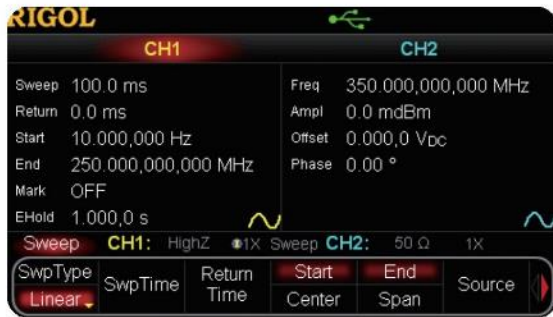 RIGOL
CH1 CH2
Sweep 100.0 ms
Return 0.0 ms
Start 10.000,000 Hz
End 250.000,000,000 MHz
Mark OFF
EHold 1.000,0 s
Freq 350.000,000,000 MHz
Ampl 0.0 mdBm
Offset 0.000,0 VDC
Phase 0.00 °
Sweep CH1: HighZ 1X Sweep CH2: 50 Ω 1X
SwpType
Linear
SwpTime
Return
Time
Start
Center
End
Span
Source